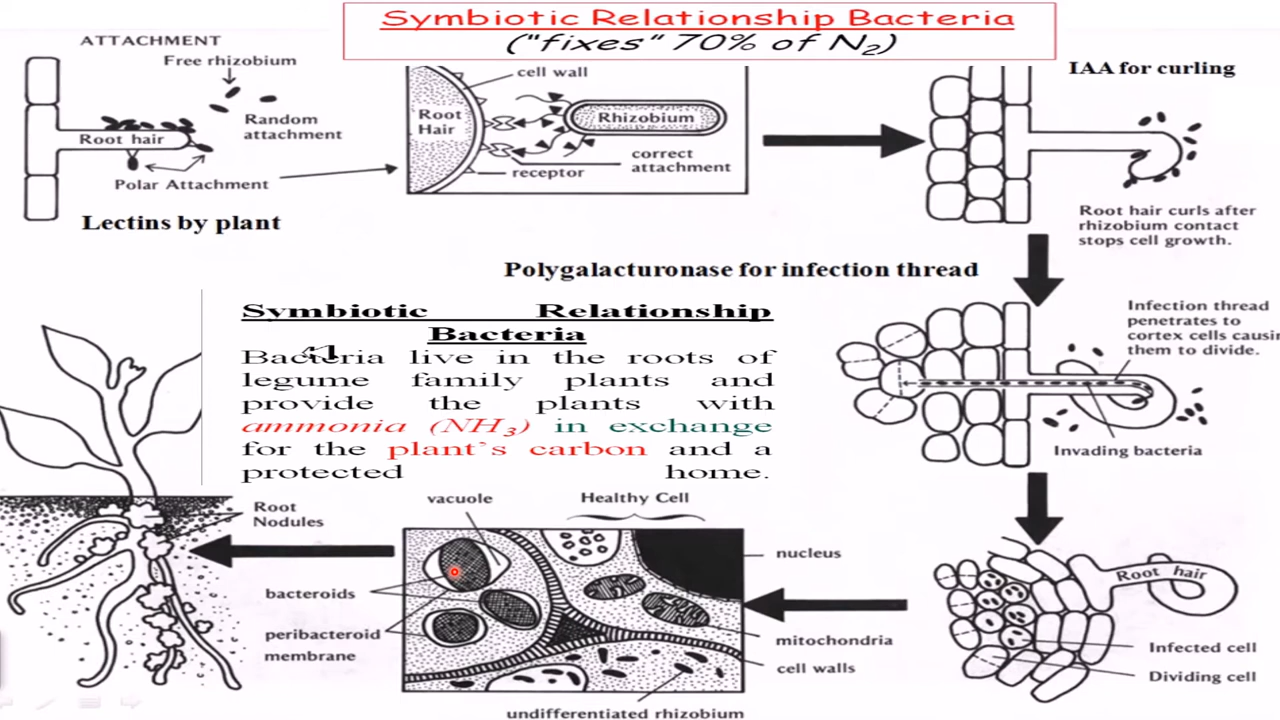 Symbiotic Relationship Bacteria
("fixes" 70% of N₂)
ATTACHMENT
Free rhizobium
Random
attachment
Root hair
Polar Attachment
Lectins by plant
cell wall
Root
Hair
Rhizobium
correct
attachment
receptor
IAA for curling
Root hair curls after
rhizobium contact
stops cell growth.
Polygalacturonase for infection thread
Infection thread
penetrates to
cortex cells causin
them to divide.
Invading bacteria
Symbiotic Relationship
Bacteria
Bacteria live in the roots of
legume family plants and
provide the plants with
ammonia (NH₃) in exchange
for the plant's carbon and a
protected home.
Root
Nodules
vacuole
Healthy Cell
nucleus
bacteroids
peribacteroid
membrane
mitochondria
cell walls
undifferentiated rhizobium
Root hair
Infected cell
Dividing cell